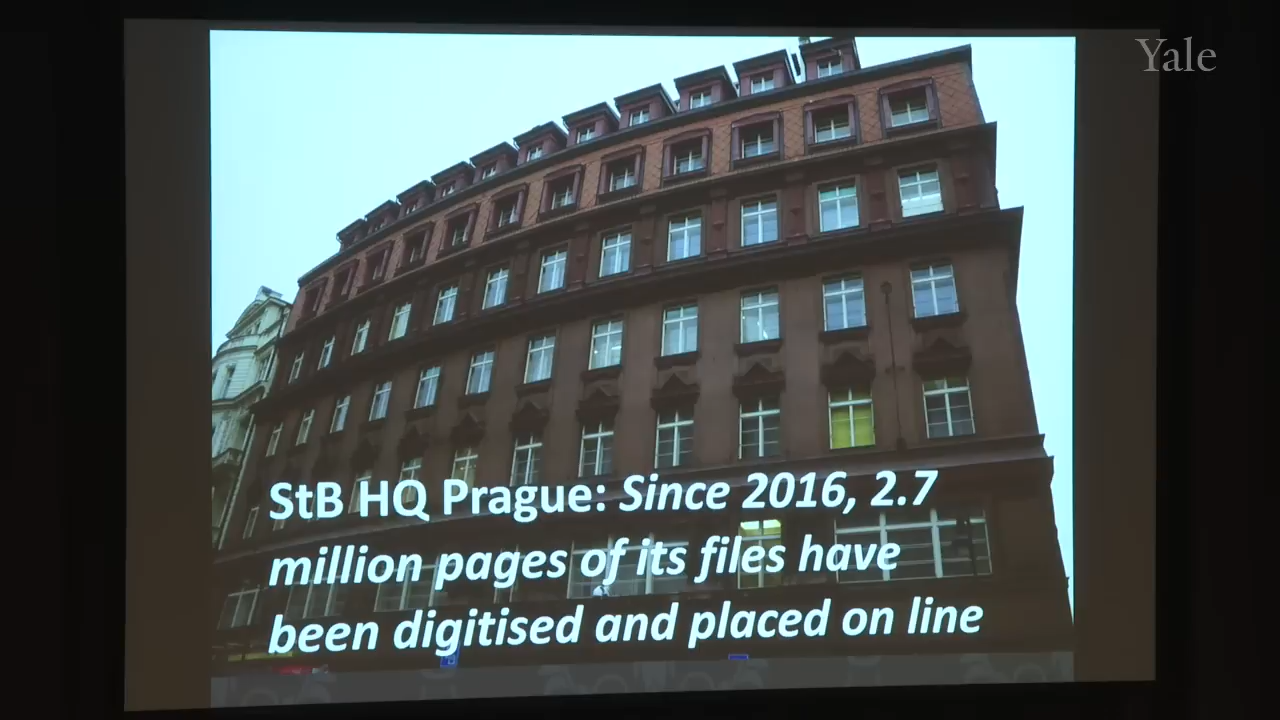 Yale
StB HQ Prague: Since 2016, 2.7
million pages of its files have
been digitised and placed on line